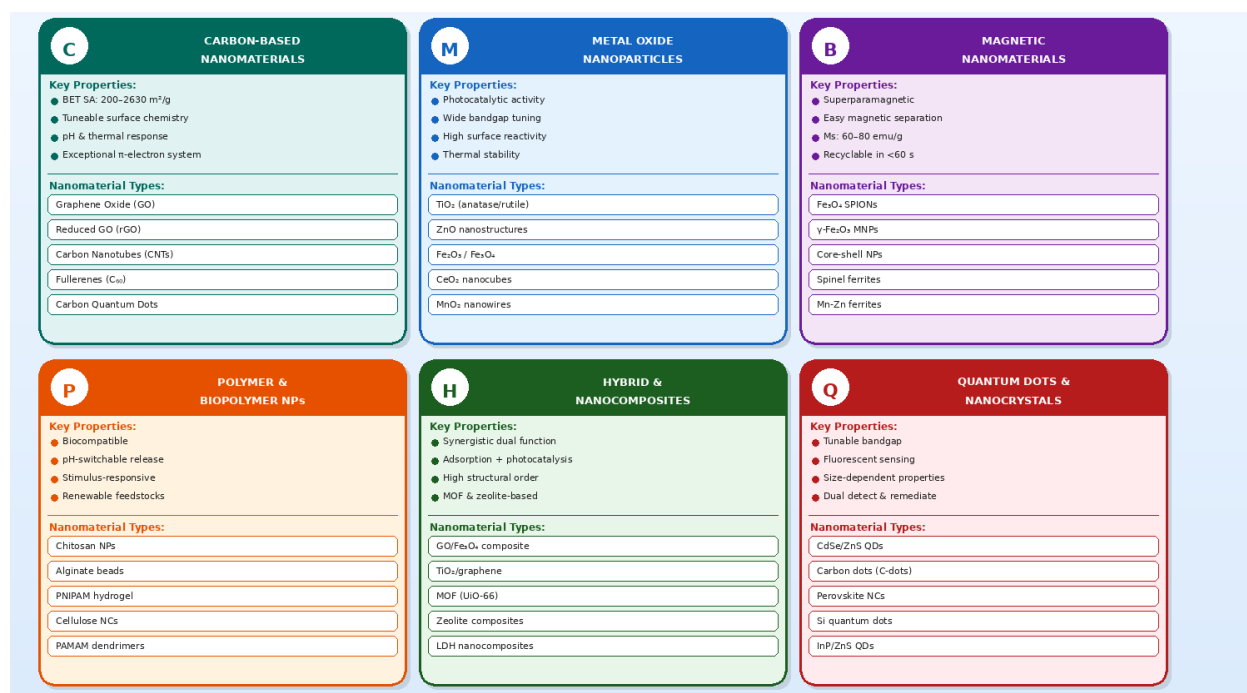 C
CARBON-BASED
NANOMATERIALS
Key Properties:
● BET SA: 200–2630 m²/g
● Tuneable surface chemistry
● pH & thermal response
● Exceptional π-electron system
Nanomaterial Types:
Graphene Oxide (GO)
Reduced GO (rGO)
Carbon Nanotubes (CNTs)
Fullerenes (C₆₀)
Carbon Quantum Dots
M
METAL OXIDE
NANOPARTICLES
Key Properties:
● Photocatalytic activity
● Wide bandgap tuning
● High surface reactivity
● Thermal stability
Nanomaterial Types:
TiO₂ (anatase/rutile)
ZnO nanostructures
Fe₂O₃ / Fe₃O₄
CeO₂ nanocubes
MnO₂ nanowires
B
MAGNETIC
NANOMATERIALS
Key Properties:
● Superparamagnetic
● Easy magnetic separation
● Ms: 60–80 emu/g
● Recyclable in <60 s
Nanomaterial Types:
Fe₃O₄ SPIONs
γ-Fe₂O₃ MNPs
Core-shell NPs
Spinel ferrites
Mn-Zn ferrites
P
POLYMER &
BIOPOLYMER NPs
Key Properties:
● Biocompatible
● pH-switchable release
● Stimulus-responsive
● Renewable feedstocks
Nanomaterial Types:
Chitosan NPs
Alginate beads
PNIPAM hydrogel
Cellulose NCs
PAMAM dendrimers
H
HYBRID &
NANOCOMPOSITES
Key Properties:
● Synergistic dual function
● Adsorption + photocatalysis
● High structural order
● MOF & zeolite-based
Nanomaterial Types:
GO/Fe₃O₄ composite
TiO₂/graphene
MOF (UiO-66)
Zeolite composites
LDH nanocomposites
Q
QUANTUM DOTS &
NANOCRYSTALS
Key Properties:
● Tunable bandgap
● Fluorescent sensing
● Size-dependent properties
● Dual detect & remediate
Nanomaterial Types:
CdSe/ZnS QDs
Carbon dots (C-dots)
Perovskite NCs
Si quantum dots
InP/ZnS QDs